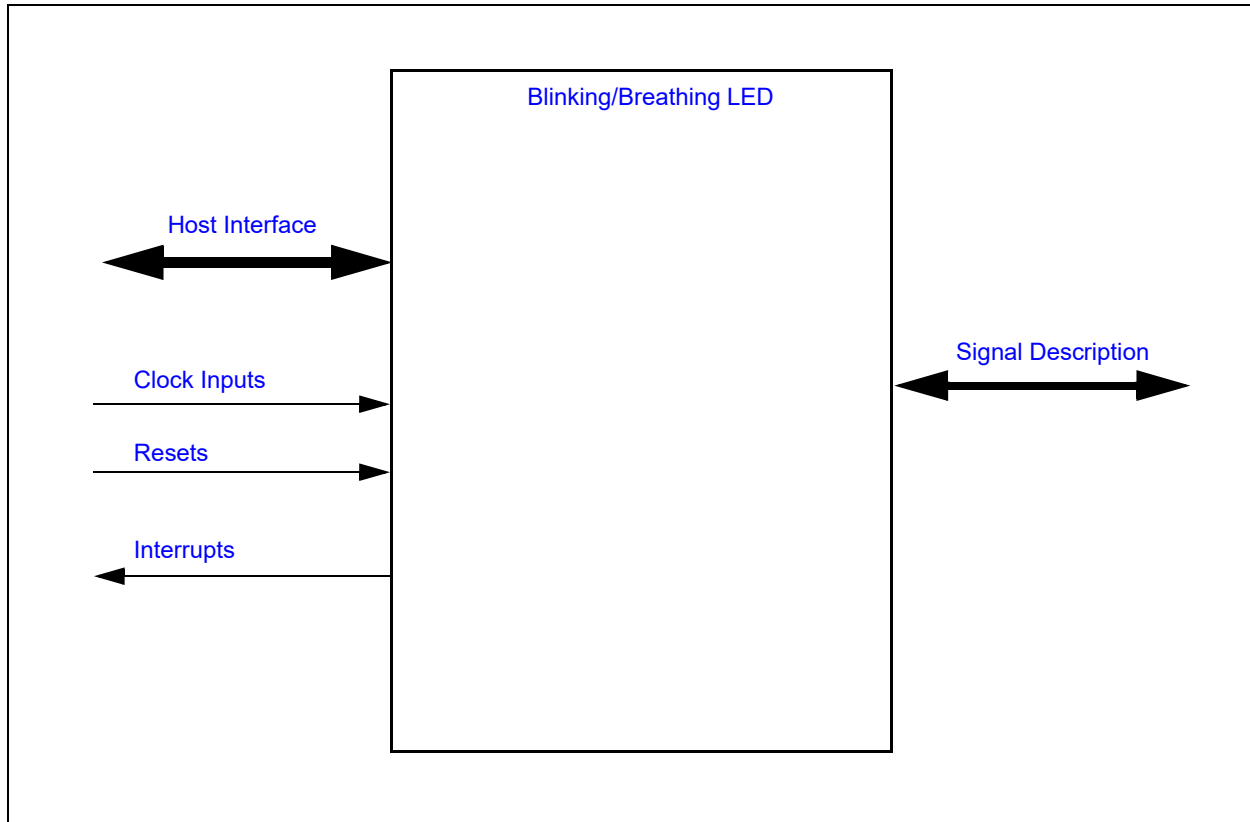 Blinking/Breathing LED
Host Interface
Signal Description
Clock Inputs
Resets
Interrupts